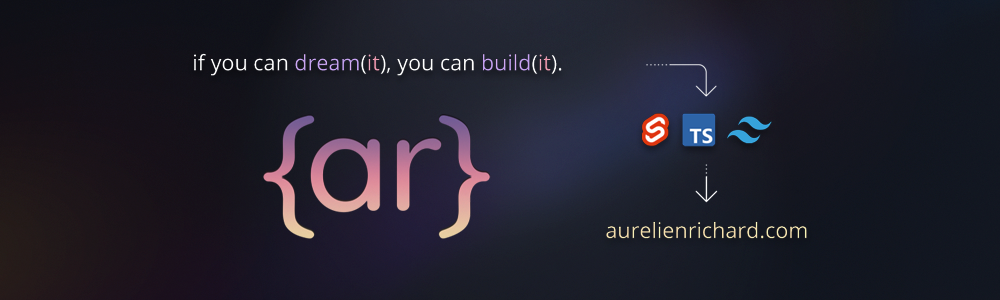 if you can dream(it), you can build(it).
{ar}
TS
aurelienrichard.com